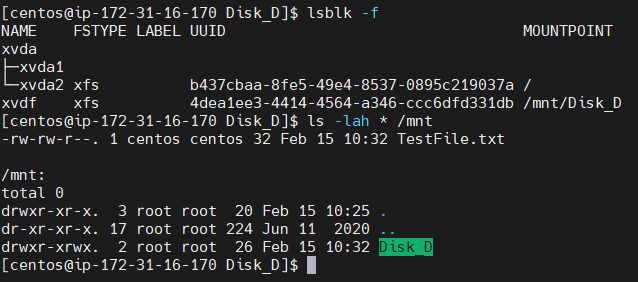 [centos@ip-172-31-16-170 Disk_D]$ lsblk -f
NAME    FSTYPE LABEL UUID                                 MOUNTPOINT
xvda
├─xvda1
└─xvda2 xfs          b437cbaa-8fe5-49e4-8537-0895c219037a /
xvdf    xfs          4dea1ee3-4414-4564-a346-ccc6dfd331db /mnt/Disk_D
[centos@ip-172-31-16-170 Disk_D]$ ls -lah * /mnt
-rw-rw-r--. 1 centos centos 32 Feb 15 10:32 TestFile.txt

/mnt:
total 0
drwxr-xr-x.  3 root root  20 Feb 15 10:25 .
dr-xr-xr-x. 17 root root 224 Jun 11  2020 ..
drwxr-xrwx.  2 root root  26 Feb 15 10:32 Disk_D
[centos@ip-172-31-16-170 Disk_D]$